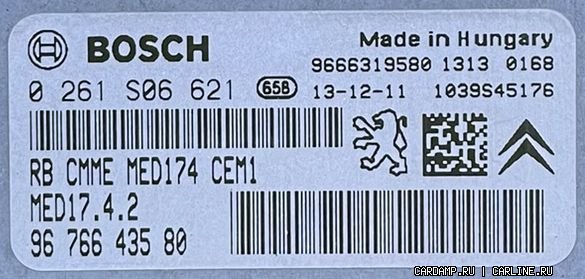 BOSCH
Made in Hungary
9666319580 1313 0168
0 261 S06 621 65B 13-12-11 1039S45176
RB CMME MED174 CEM1
MED17.4.2
96 766 435 80
CARDAMP.RU | CARLINE.RU